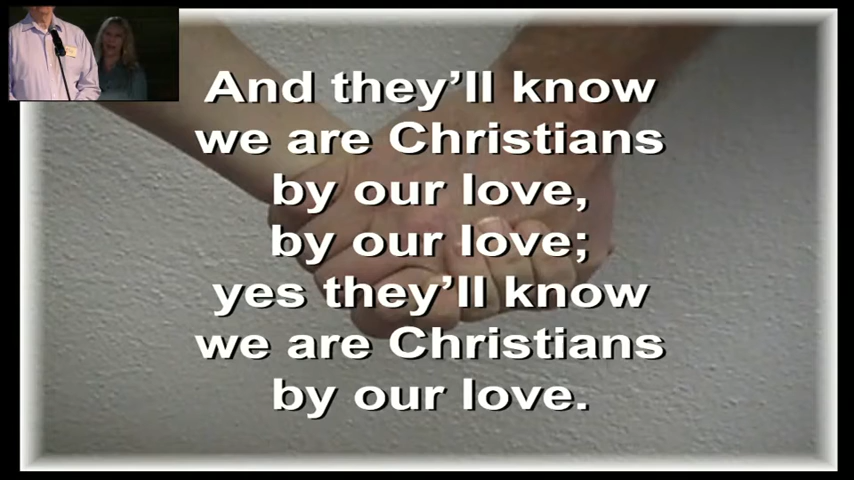 And they’ll know
we are Christians
by our love,
by our love;
yes they’ll know
we are Christians
by our love.